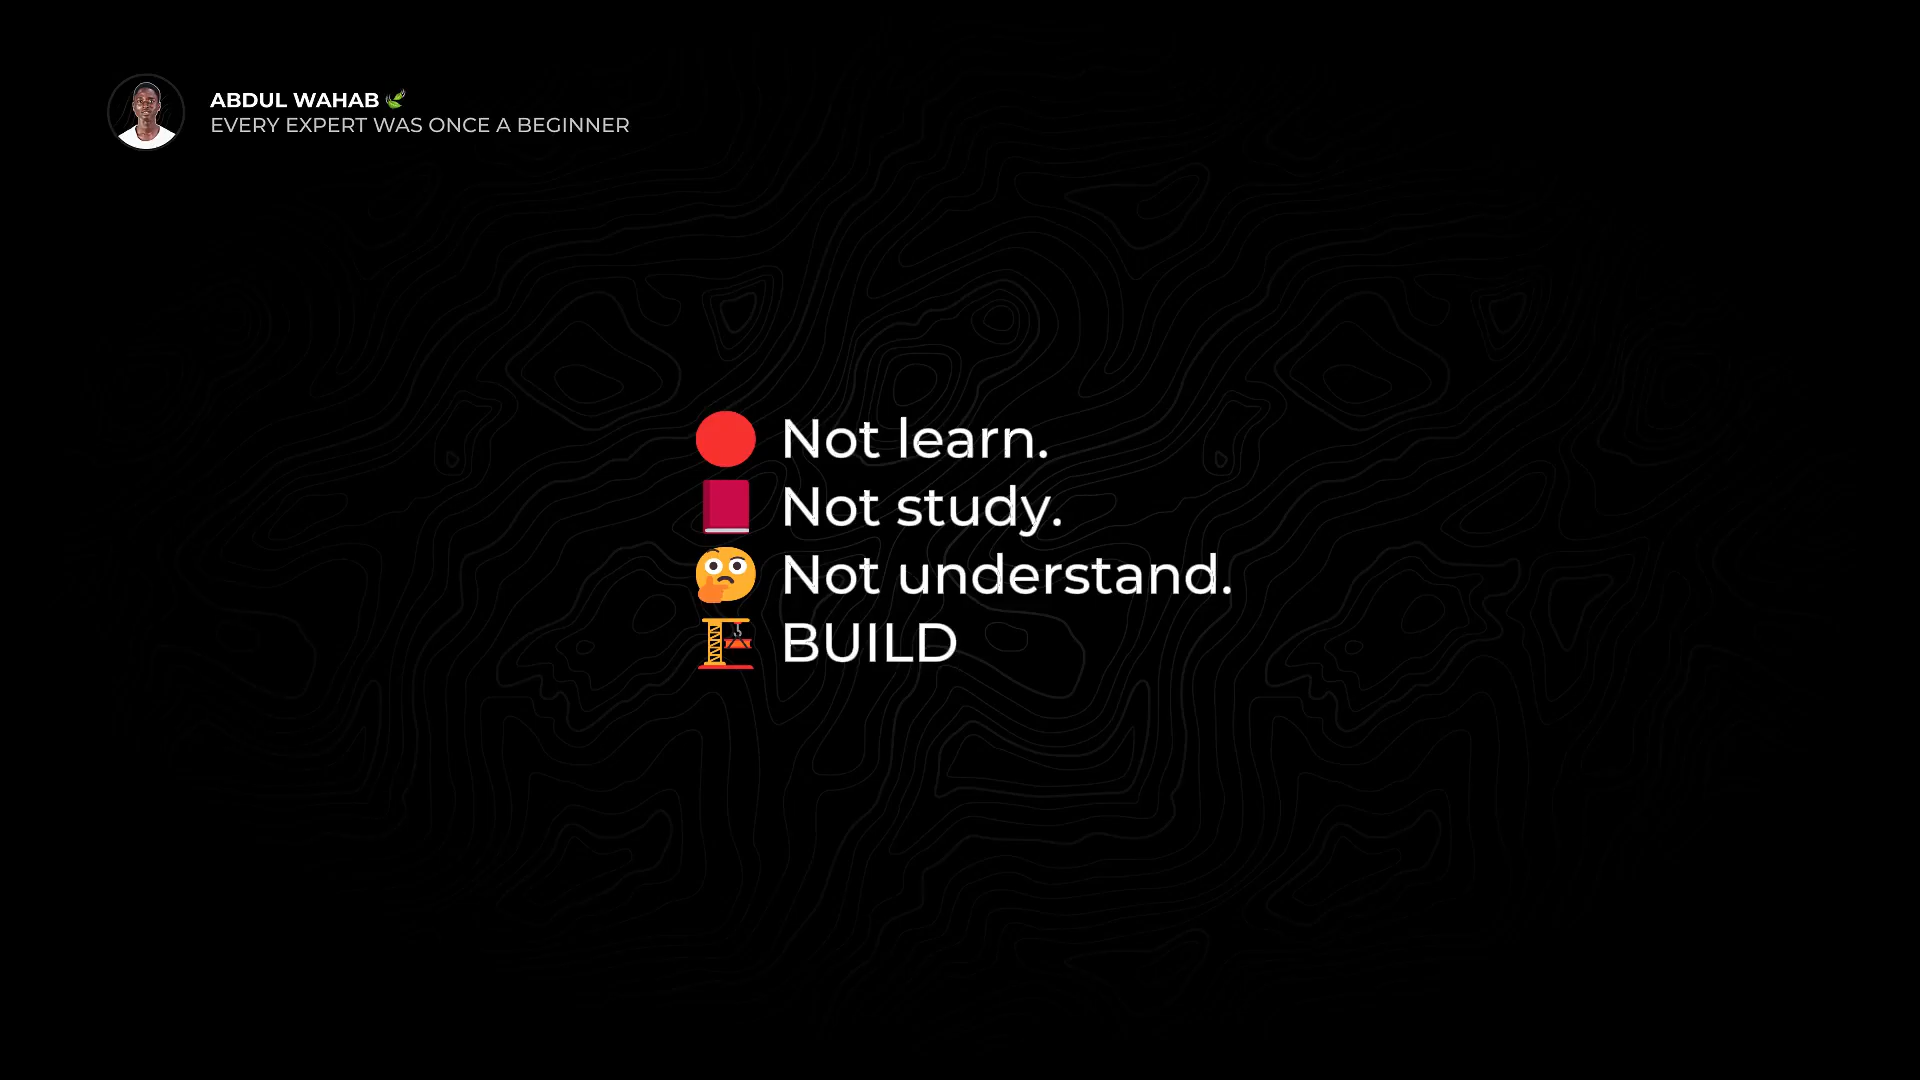 ABDUL WAHAB 🌿
EVERY EXPERT WAS ONCE A BEGINNER
🔴 Not learn.
📕 Not study.
🤔 Not understand.
🏗️ BUILD